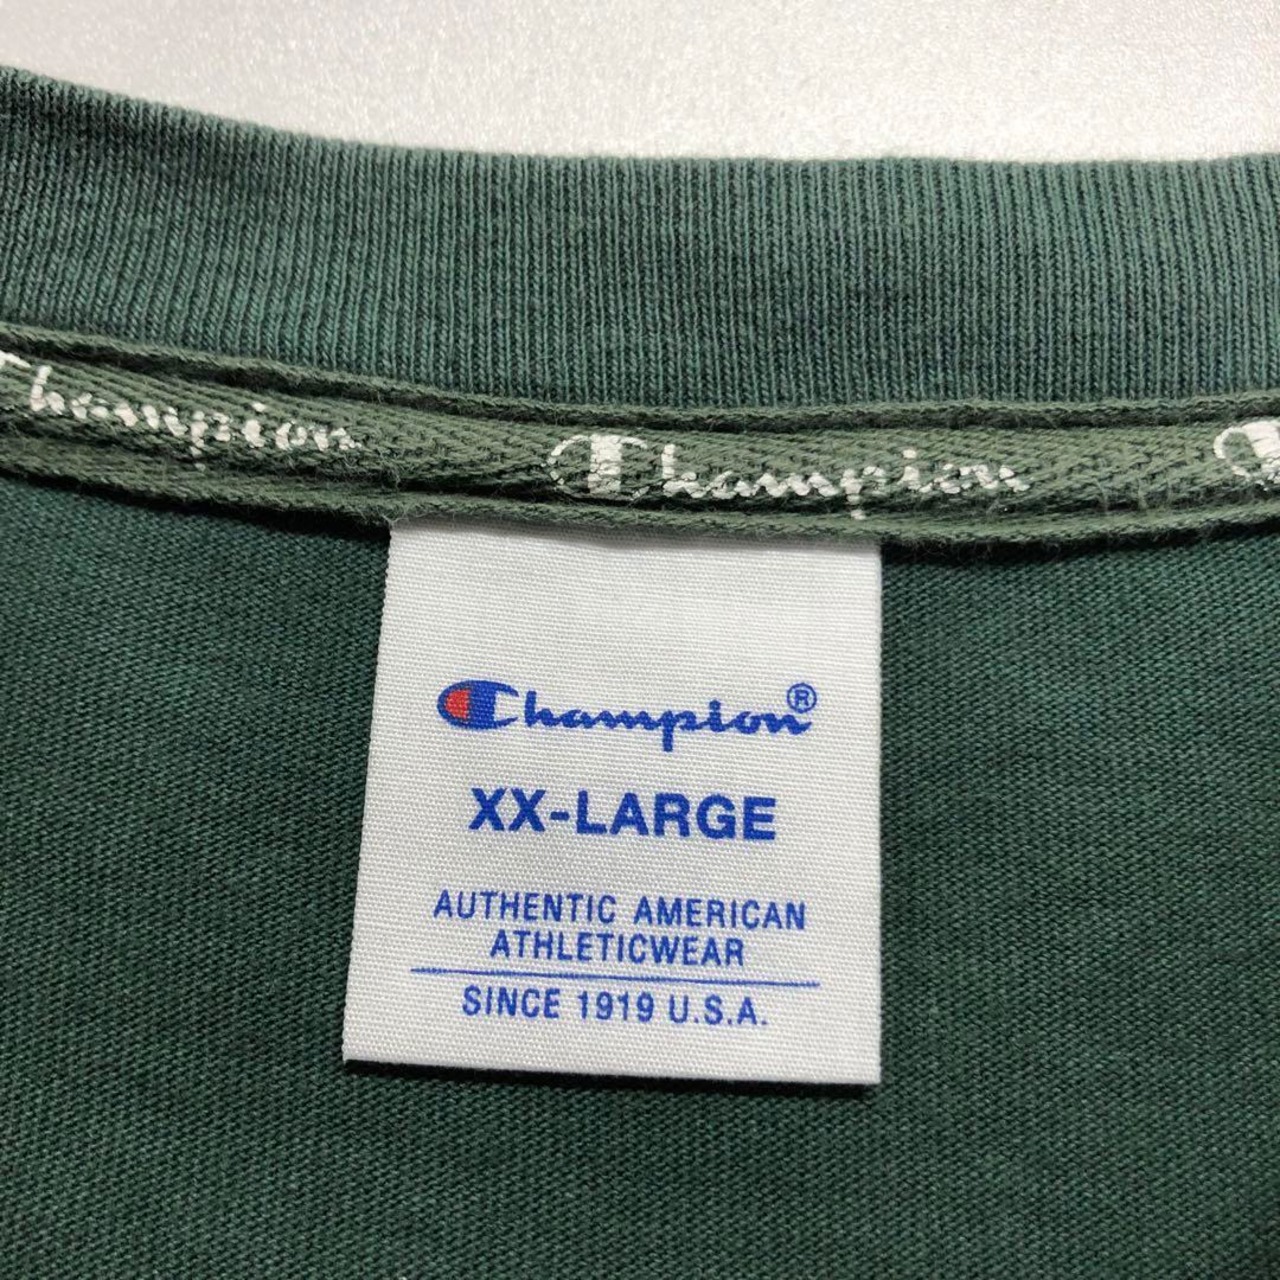 Champion Champion
Champion®
XX-LARGE
AUTHENTIC AMERICAN
ATHLETICWEAR
SINCE 1919 U.S.A.